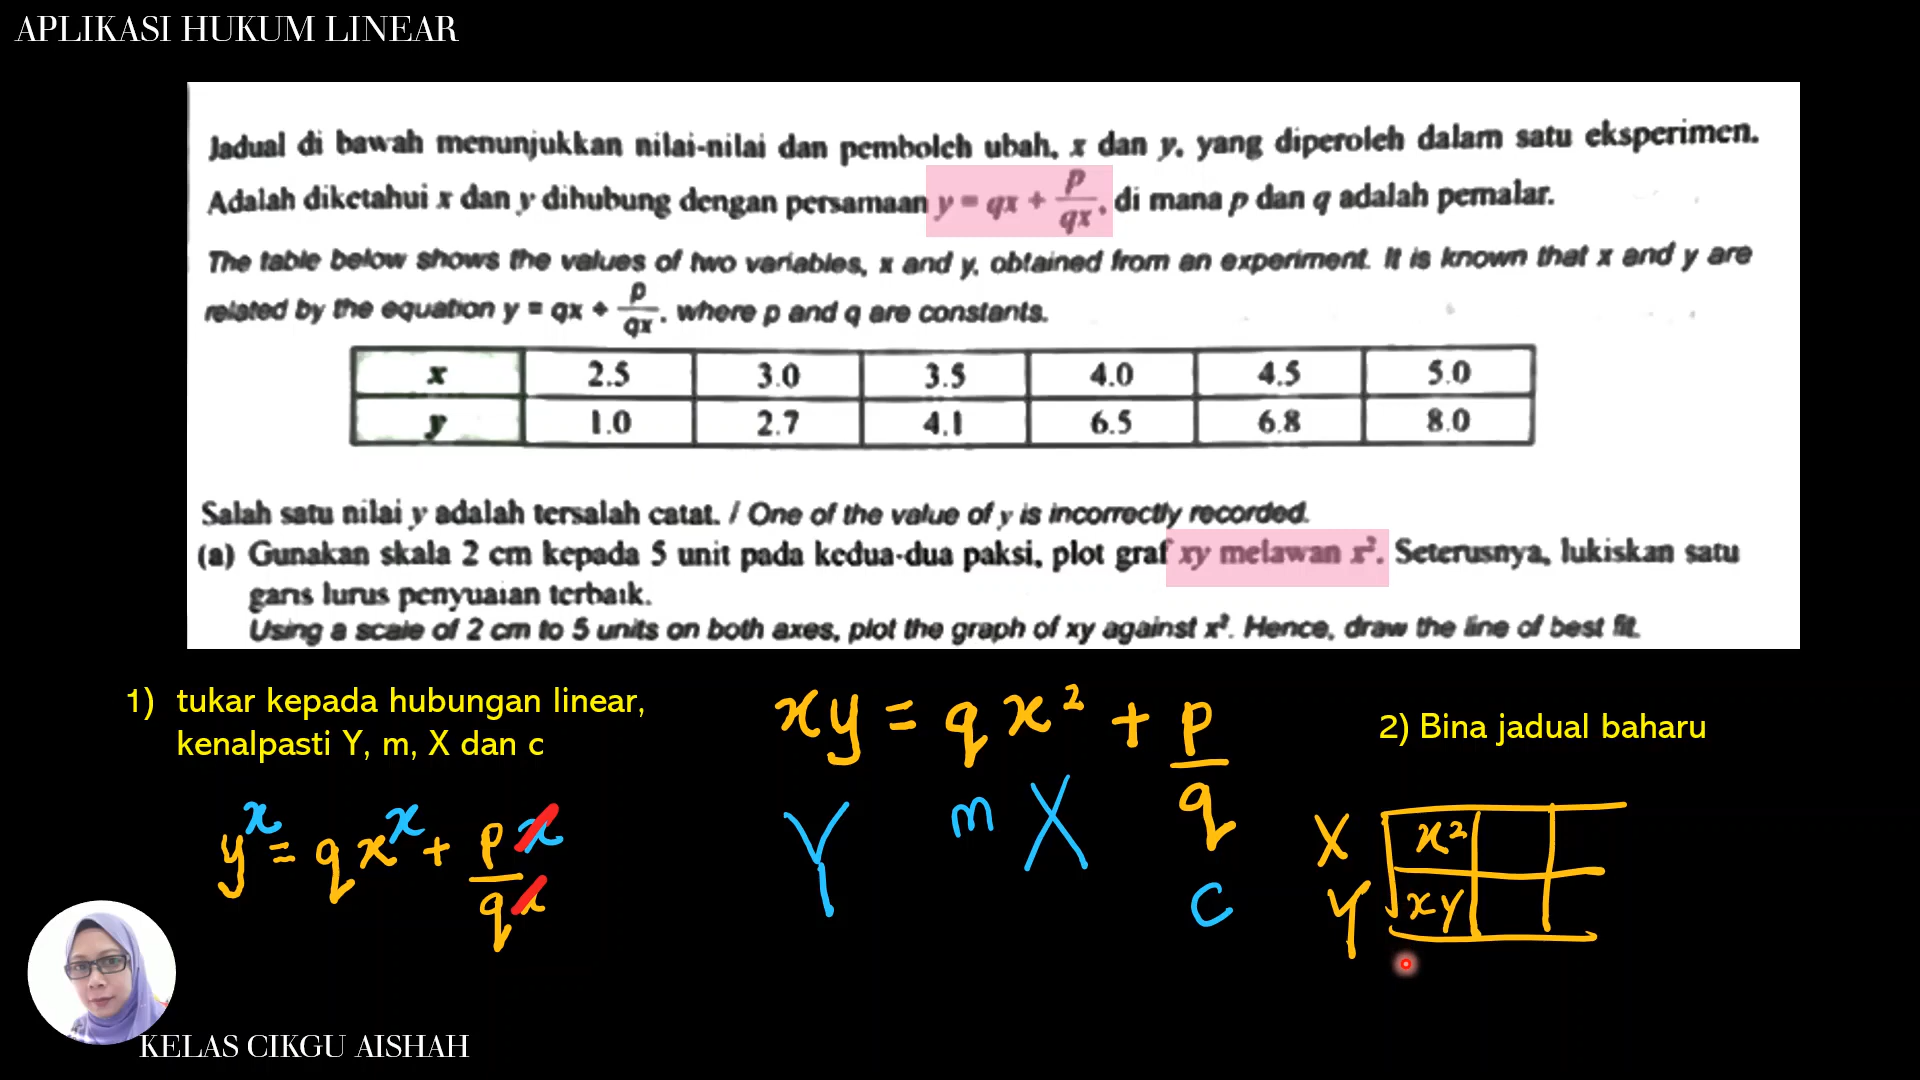 APLIKASI HUKUM LINEAR
Jadual di bawah menunjukkan nilai-nilai dan pemboleh ubah, x dan y, yang diperoleh dalam satu eksperimen.
Adalah diketahui x dan y dihubung dengan persamaan y = qx + p/qx, di mana p dan q adalah pemalar.
The table below shows the values of two variables, x and y, obtained from an experiment. It is known that x and y are
related by the equation y = qx + p/qx, where p and q are constants.
x 2.5 3.0 3.5 4.0 4.5 5.0
y 1.0 2.7 4.1 6.5 6.8 8.0
Salah satu nilai y adalah tersalah catat. / One of the value of y is incorrectly recorded.
(a) Gunakan skala 2 cm kepada 5 unit pada kedua-dua paksi, plot graf xy melawan x². Seterusnya, lukiskan satu
garis lurus penyuaian terbaik.
Using a scale of 2 cm to 5 units on both axes, plot the graph of xy against x². Hence, draw the line of best fit.
1) tukar kepada hubungan linear,
kenalpasti Y, m, X dan c
y x = qx x + px/qx
xy = qx² + p/q
Y m X c
2) Bina jadual baharu
X x²
Y xy
KELAS CIKGU AISHAH